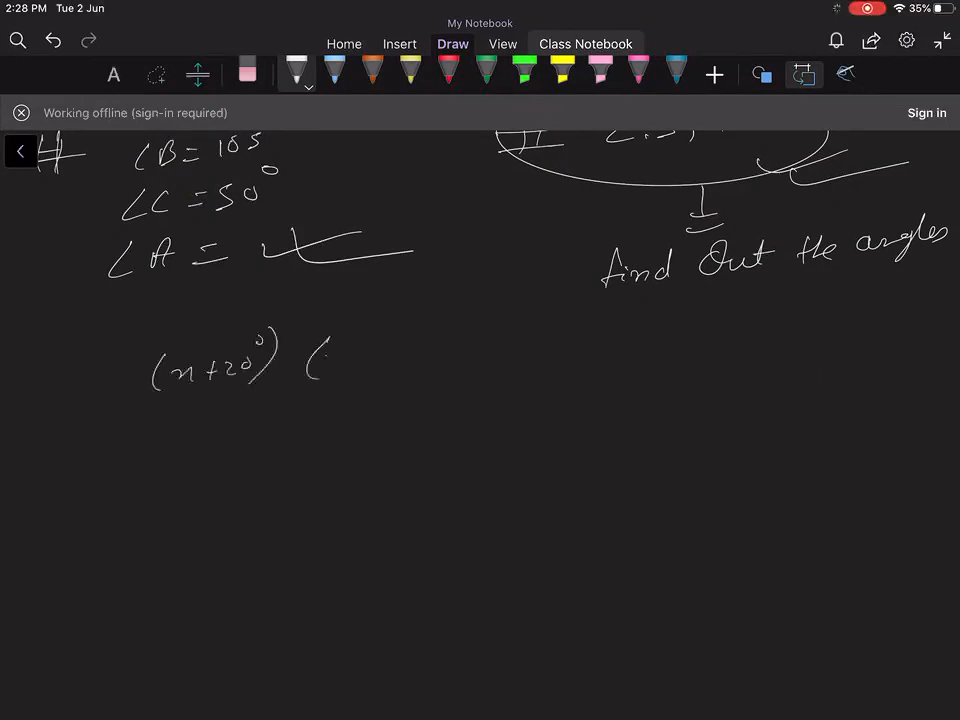 2:28 PM Tue 2 Jun
35%
My Notebook
Home Insert Draw View Class Notebook
A
Working offline (sign-in required) Sign in
∠B = 105
∠C = 50°
∠A =
find Out the angles
(x+20°) (